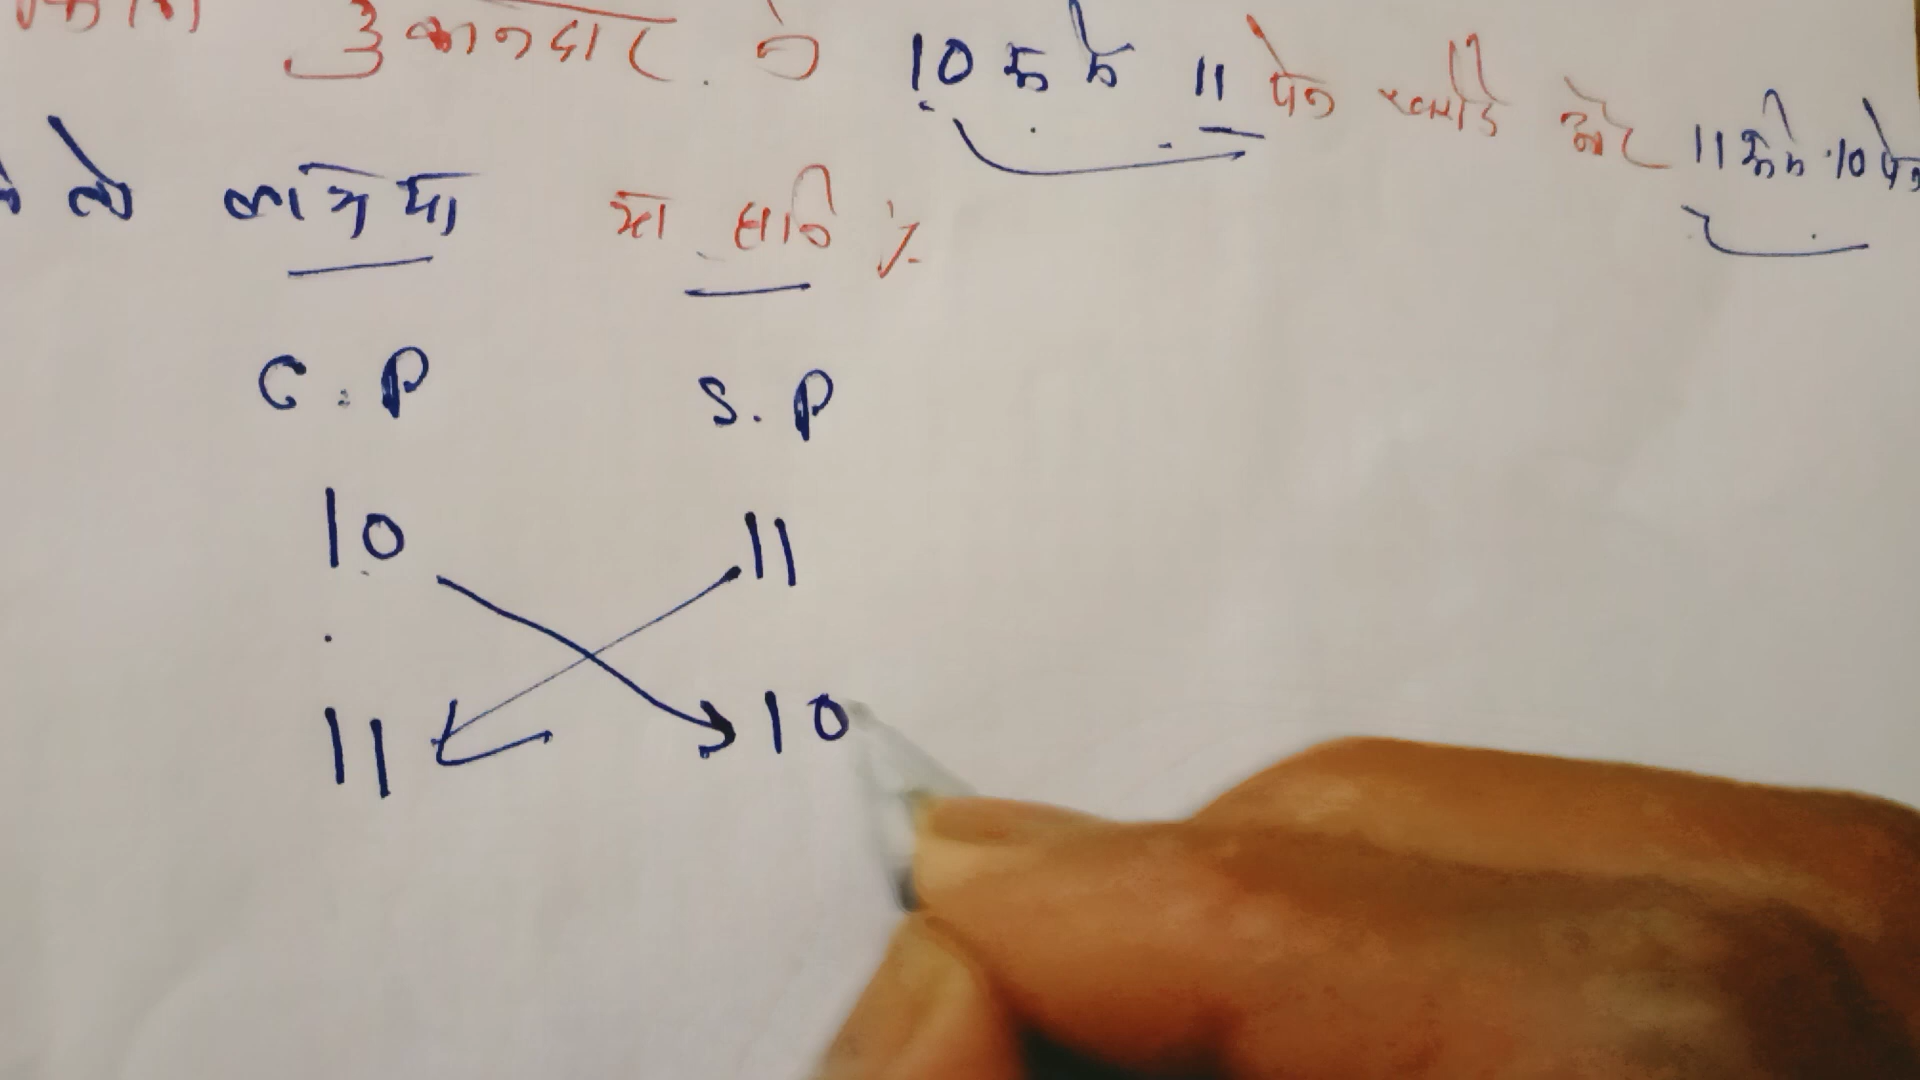 दुकानदार ने 10 रू के 11 पेन खरीदे और 11 रू के 10 पेन
तो लाभ या हानि %
C.P S.P
10 11
11 10